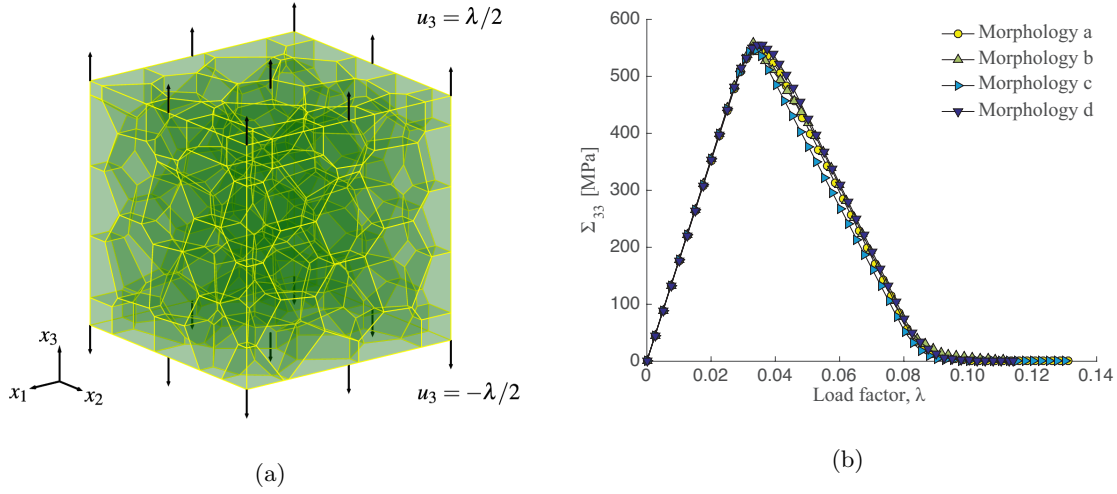 u₃ = λ/2
x₃
x₁
x₂
u₃ = −λ/2
(a)
600
500
400
300
200
100
0
Σ₃₃ [MPa]
Morphology a
Morphology b
Morphology c
Morphology d
0
0.02
0.04
0.06
0.08
0.10
0.12
0.14
Load factor, λ
(b)